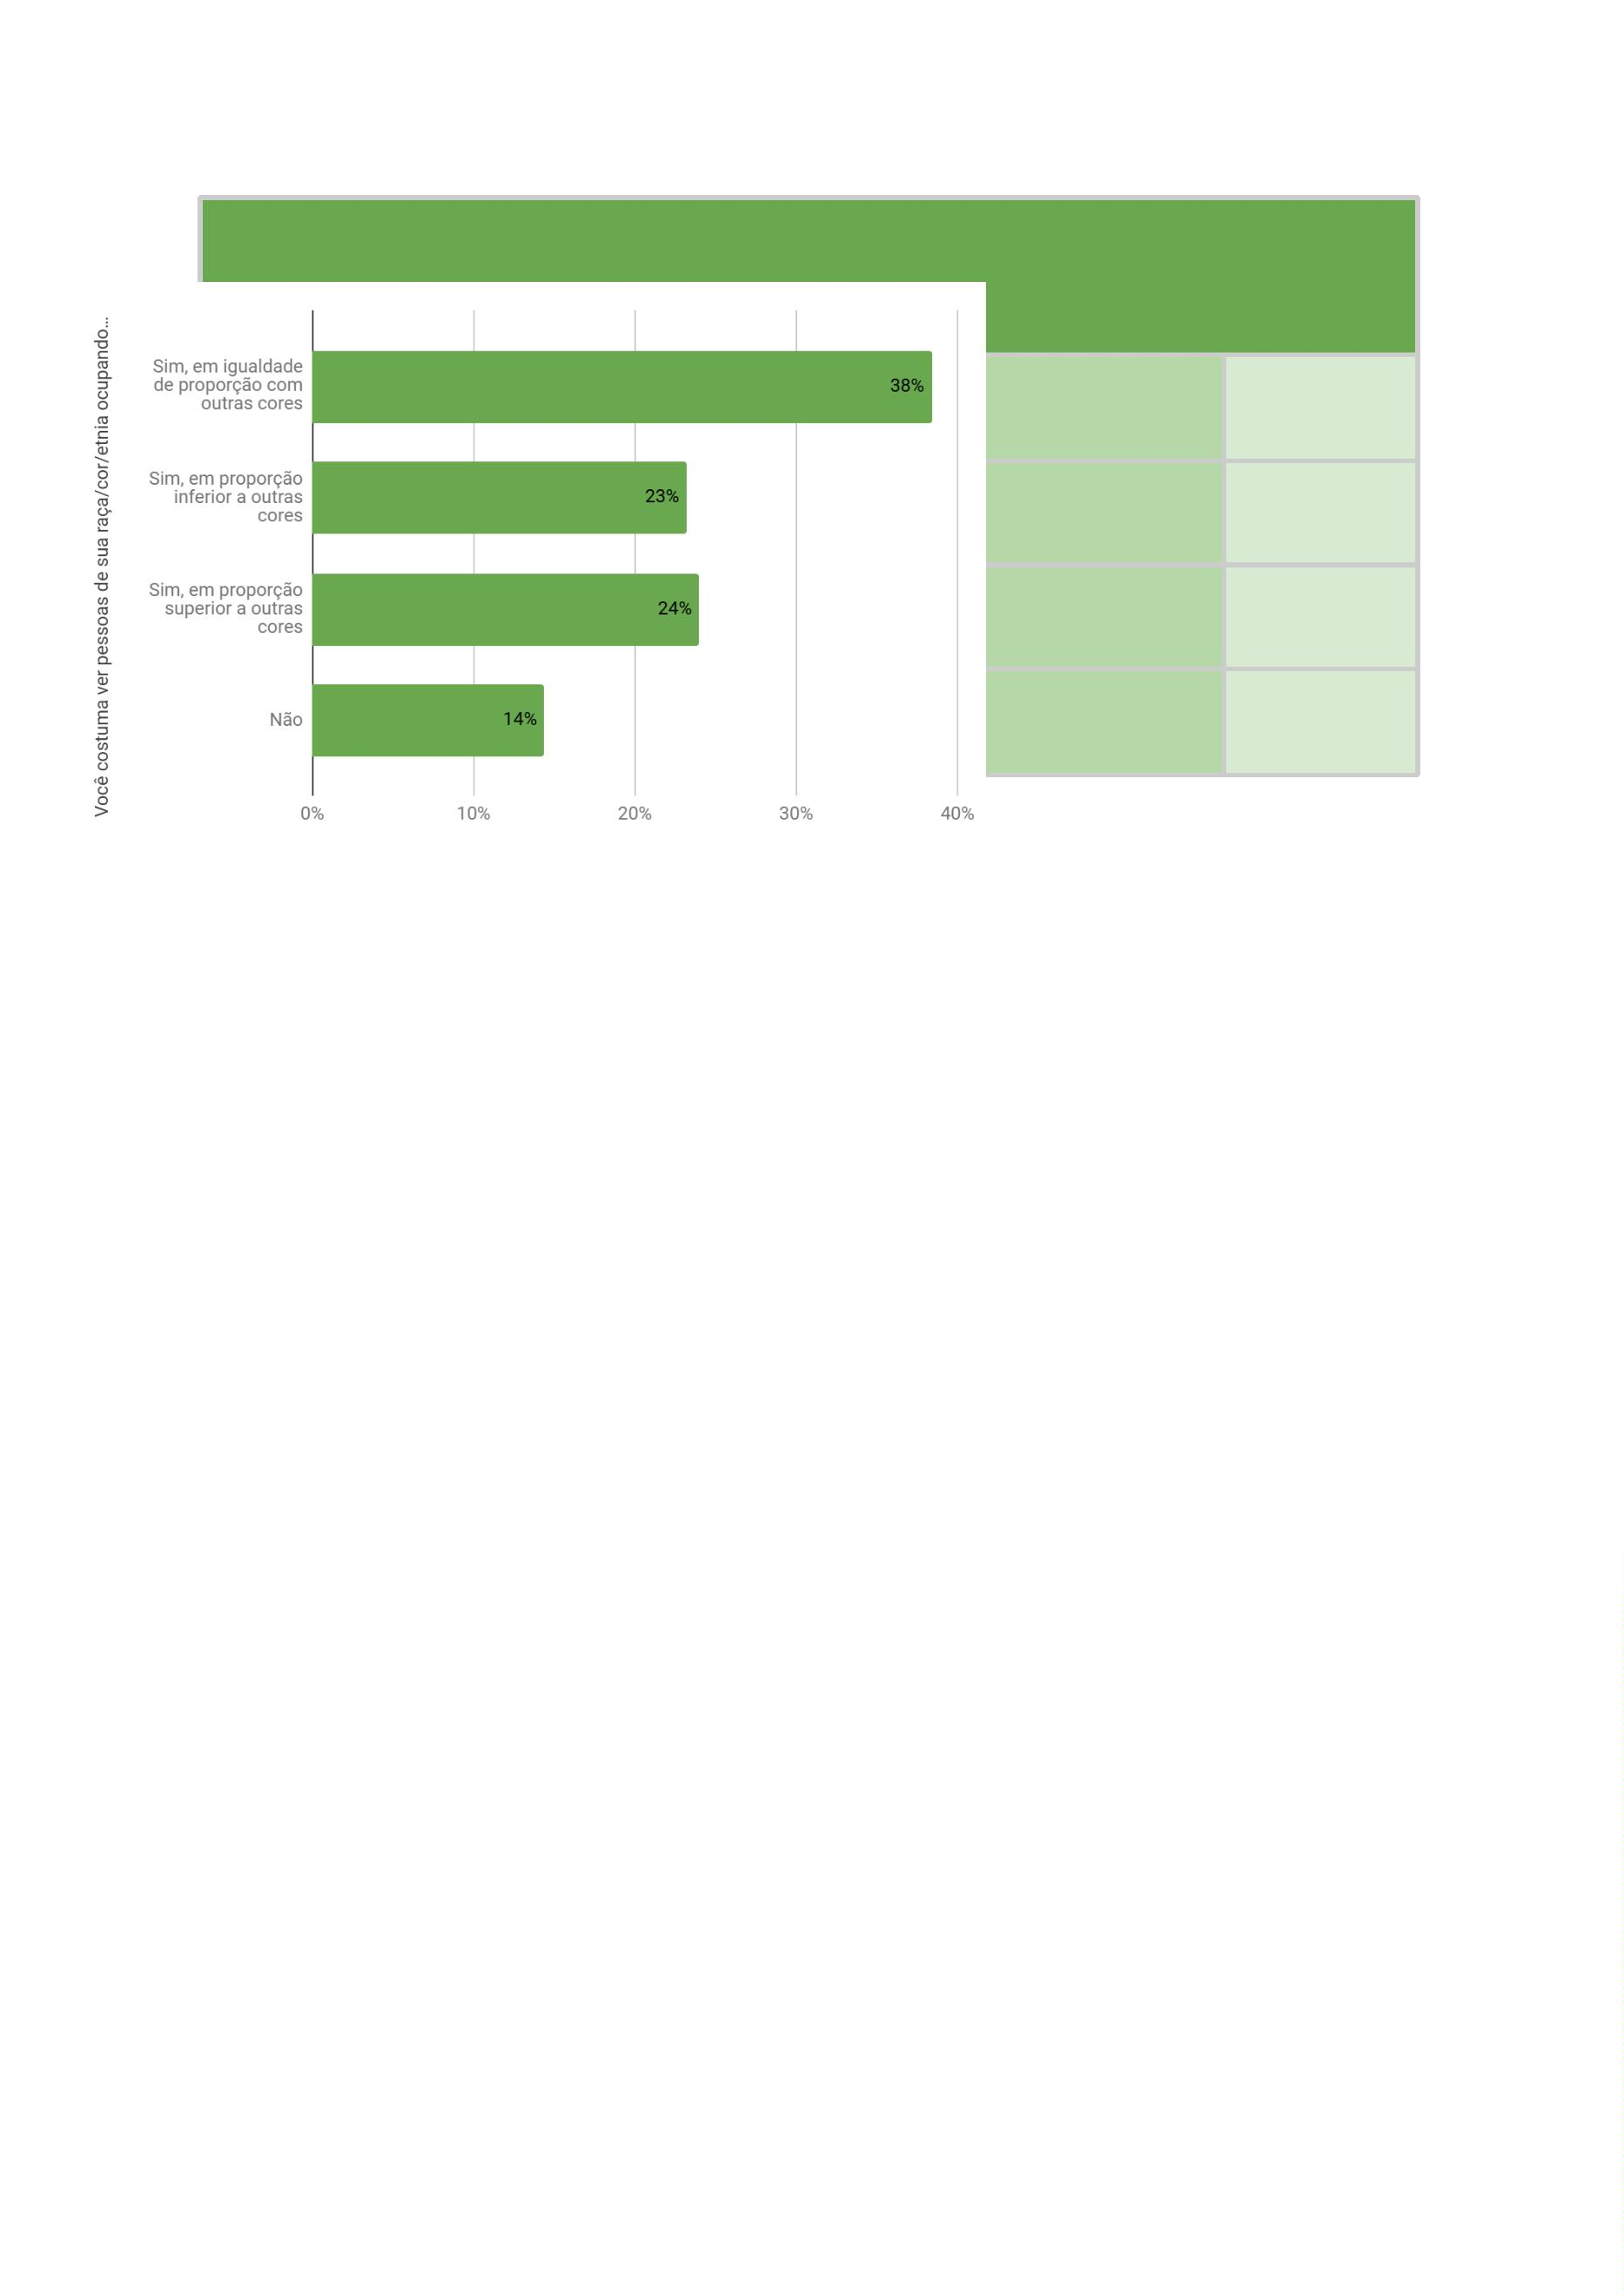 Você costuma ver pessoas de sua raça/cor/etnia ocupando...
Sim, em igualdade
de proporção com
outras cores
38%
Sim, em proporção
inferior a outras
cores
23%
Sim, em proporção
superior a outras
cores
24%
Não
14%
0%
10%
20%
30%
40%